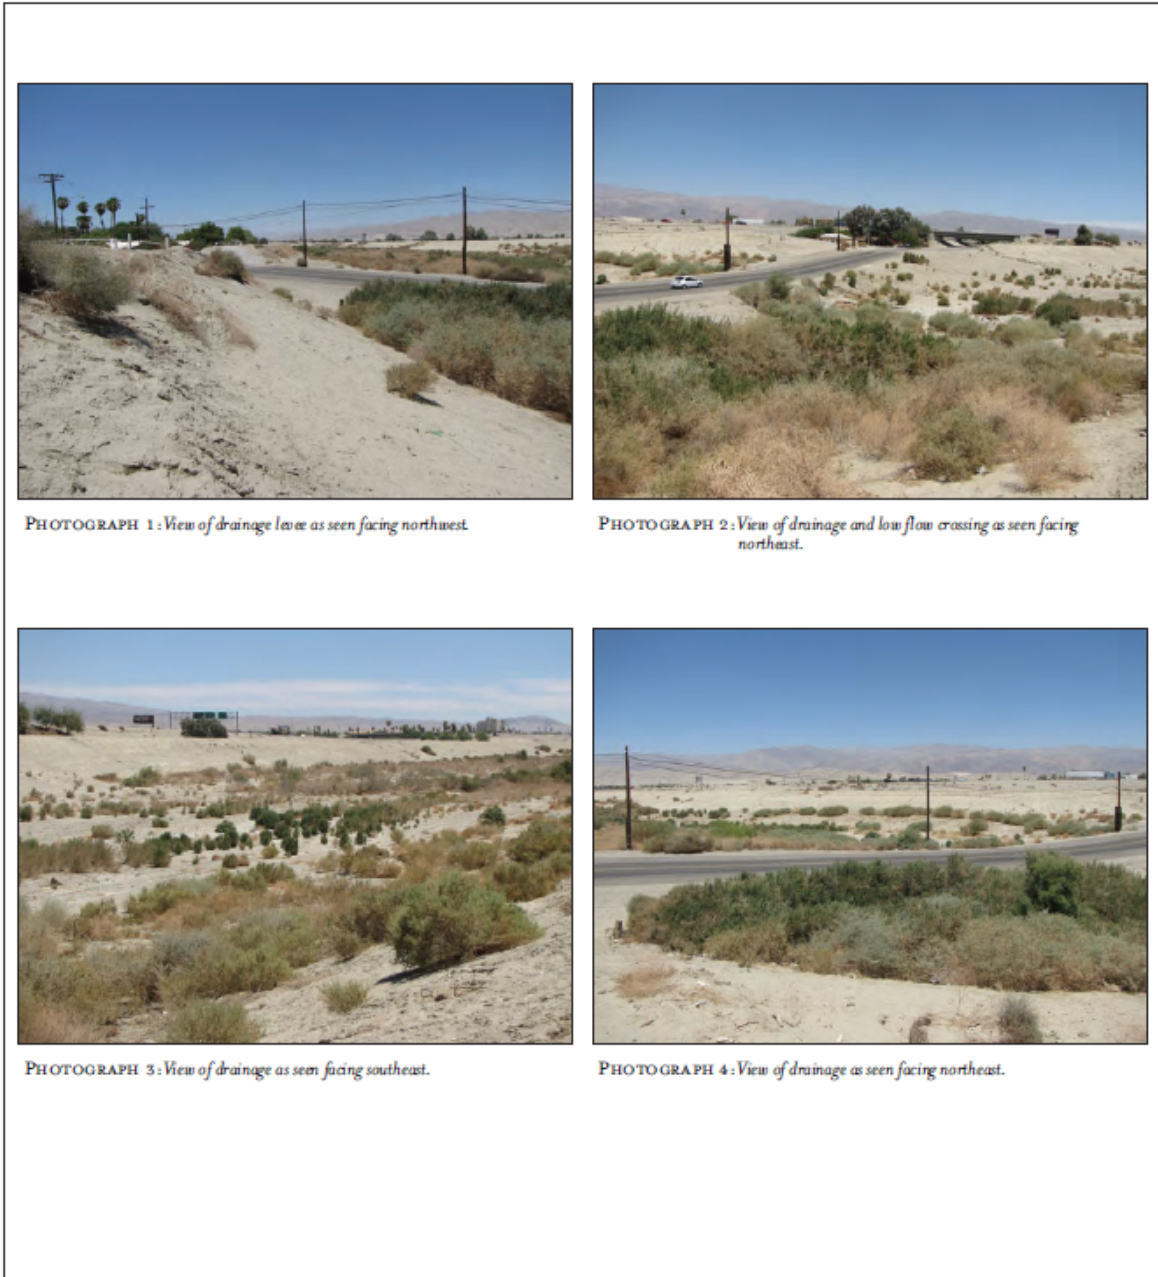 PHOTOGRAPH 1: View of drainage levee as seen facing northwest.
PHOTOGRAPH 2: View of drainage and low flow crossing as seen facing
northeast.
PHOTOGRAPH 3: View of drainage as seen facing southeast.
PHOTOGRAPH 4: View of drainage as seen facing northeast.